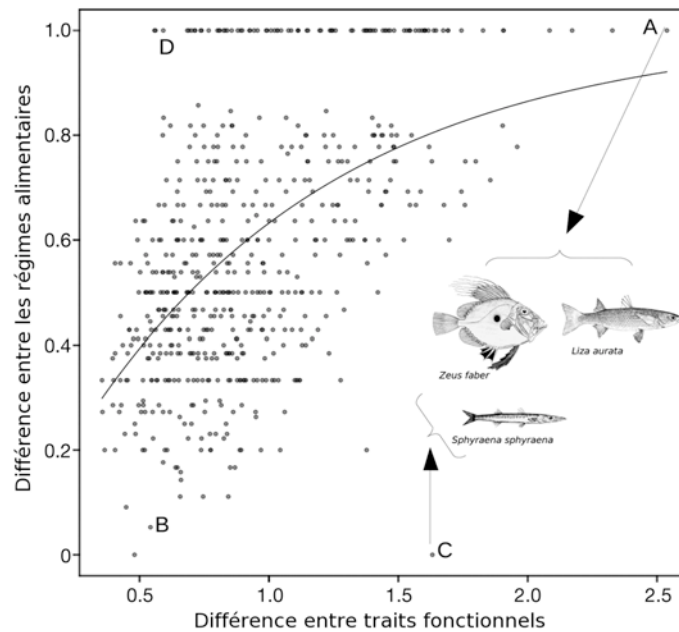 Différence entre les régimes alimentaires
1.0
0.8
0.6
0.4
0.2
0
A
D
Zeus faber
Liza aurata
Sphyraena sphyraena
B
C
0.5
1.0
1.5
2.0
2.5
Différence entre traits fonctionnels